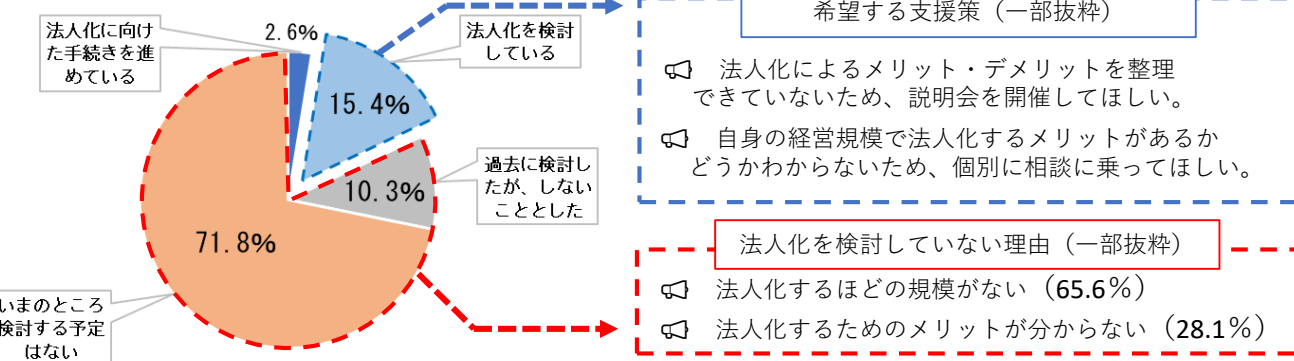 法人化に向け
た手続きを進
めている
2.6%
法人化を検討
している
15.4%
過去に検討し
たが、しない
こととした
10.3%
71.8%
いまのところ
検討する予定
はない
希望する支援策（一部抜粋）
法人化によるメリット・デメリットを整理
できていないため、説明会を開催してほしい。
自身の経営規模で法人化するメリットがあるか
どうかわからないため、個別に相談に乗ってほしい。
法人化を検討していない理由（一部抜粋）
法人化するほどの規模がない（65.6％）
法人化するためのメリットが分からない（28.1％）